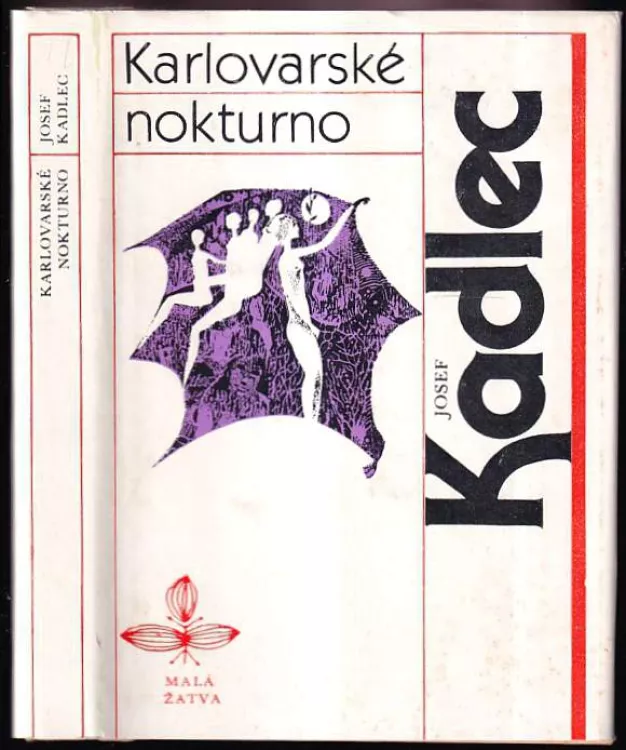 JOSEF
KADLEC
KARLOVARSKÉ
NOKTURNO
Karlovarské
nokturno
JOSEF
Kadlec
MALÁ
ŽATVA